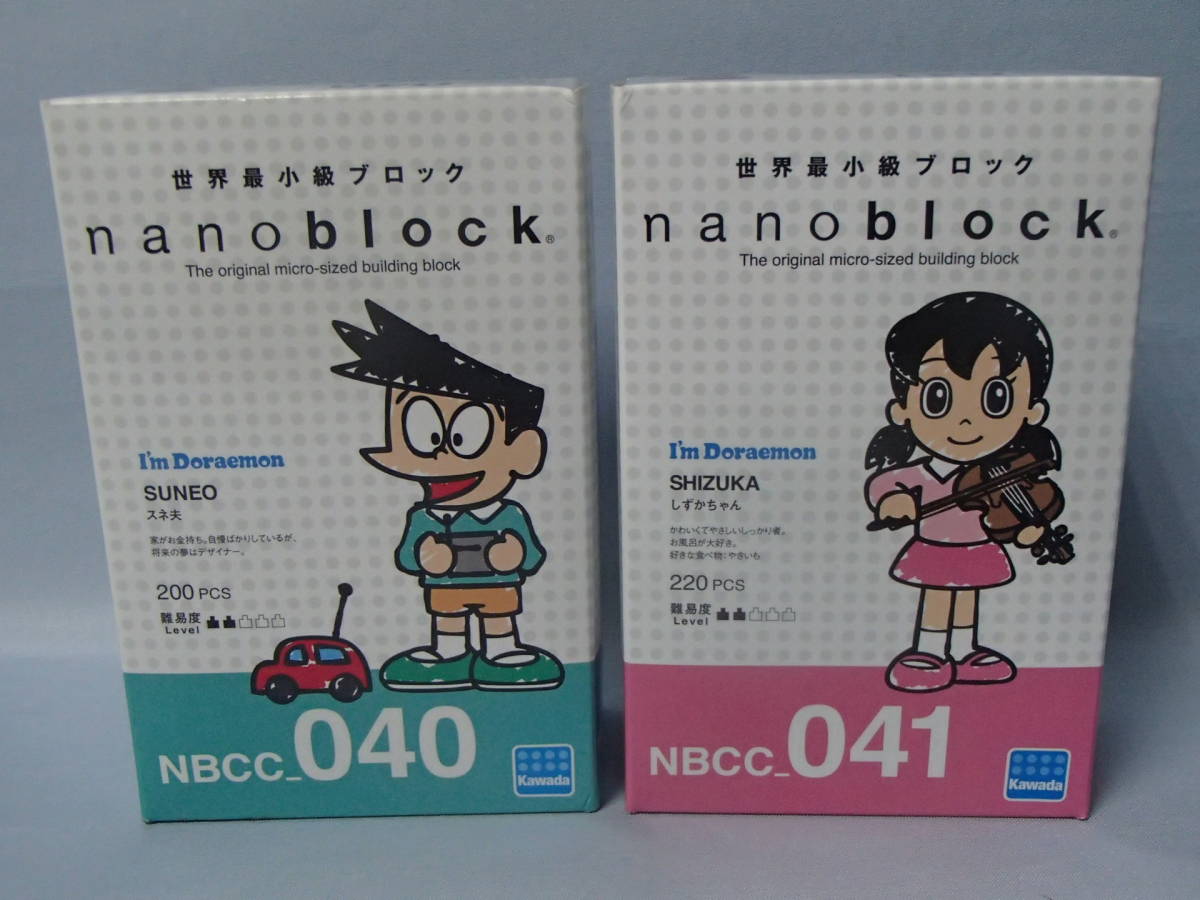 世界最小級ブロック
nanoblock®
The original micro-sized building block
I'm Doraemon
SUNEO
スネ夫
家がお金持ち。自慢ばかりしているが、
将来の夢はデザイナー。
200 PCS
難易度
Level
NBCC_040
Kawada
世界最小級ブロック
nanoblock®
The original micro-sized building block
I'm Doraemon
SHIZUKA
しずかちゃん
かわいくてやさしいしっかり者。
お風呂が大好き。
好きな食べ物:やきいも
220 PCS
難易度
Level
NBCC_041
Kawada